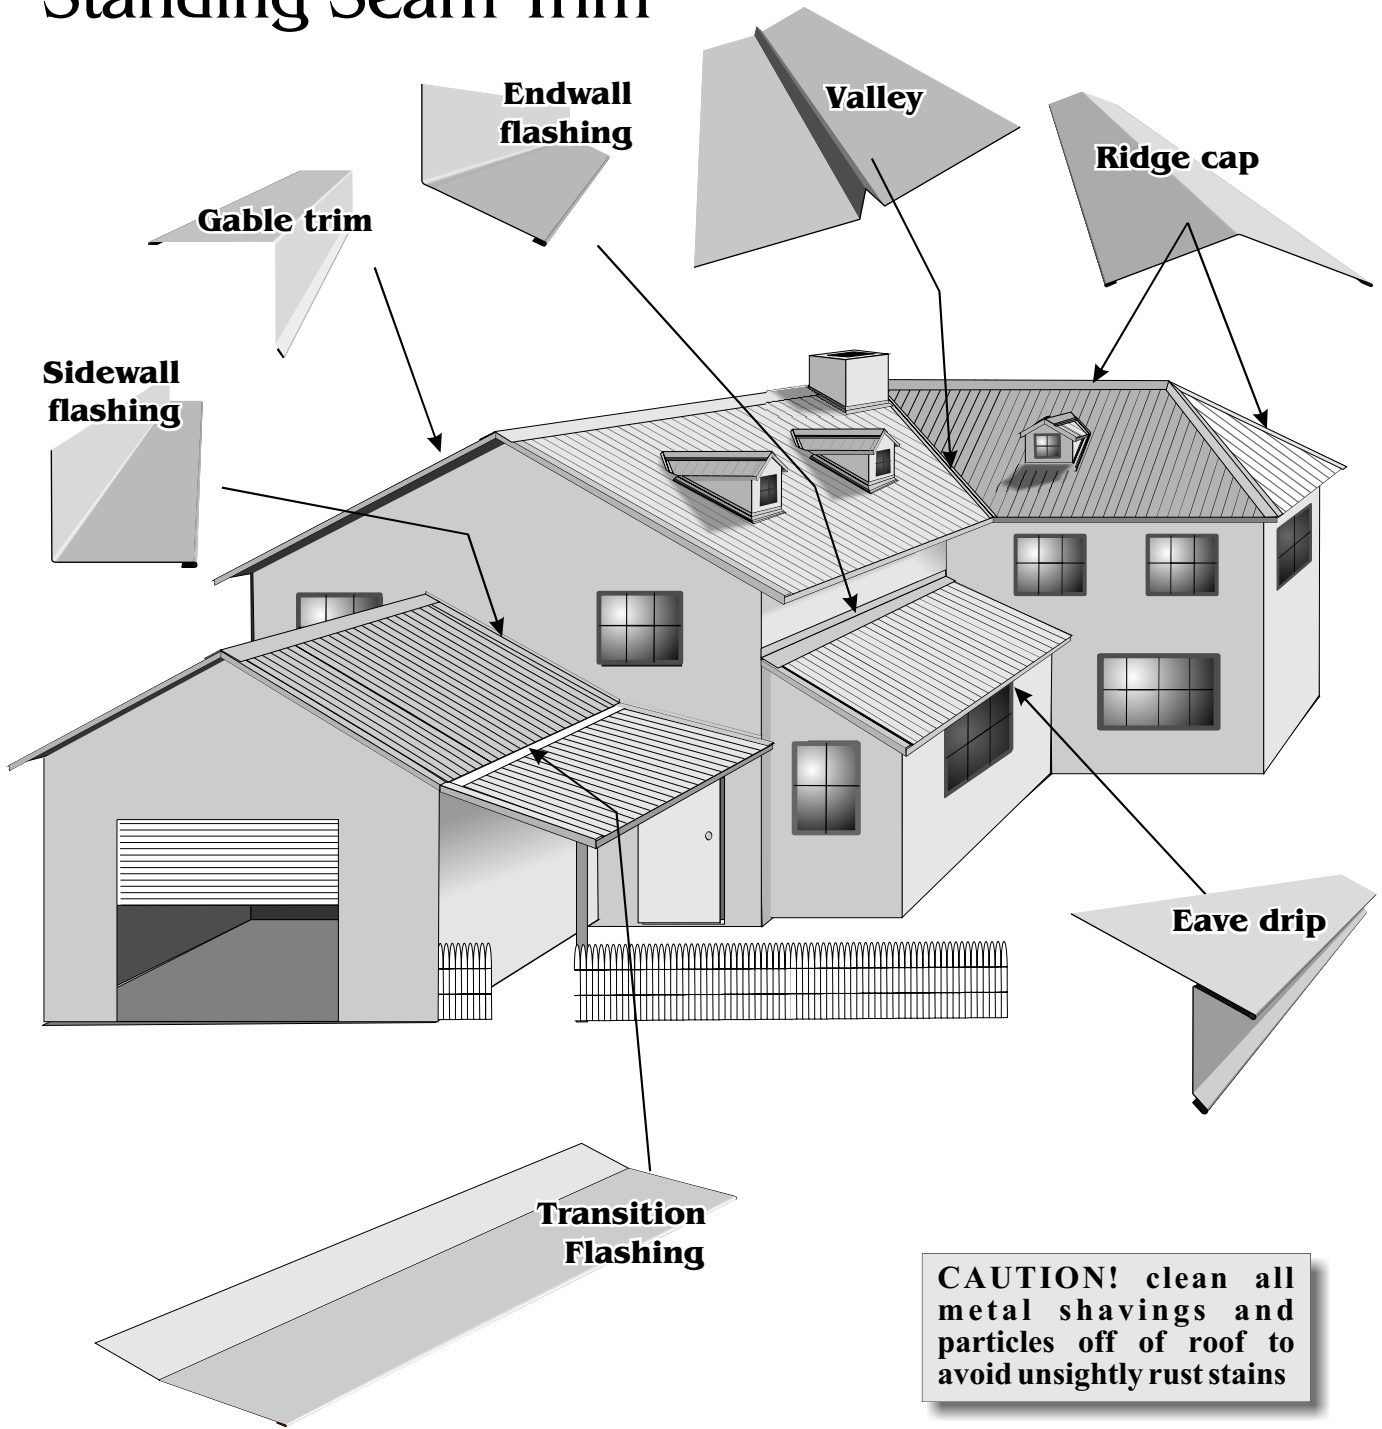 Standing Seam Trim
Endwall
flashing
Valley
Ridge cap
Gable trim
Sidewall
flashing
Eave drip
Transition
Flashing
CAUTION! clean all
metal shavings and
particles off of roof to
avoid unsightly rust stains